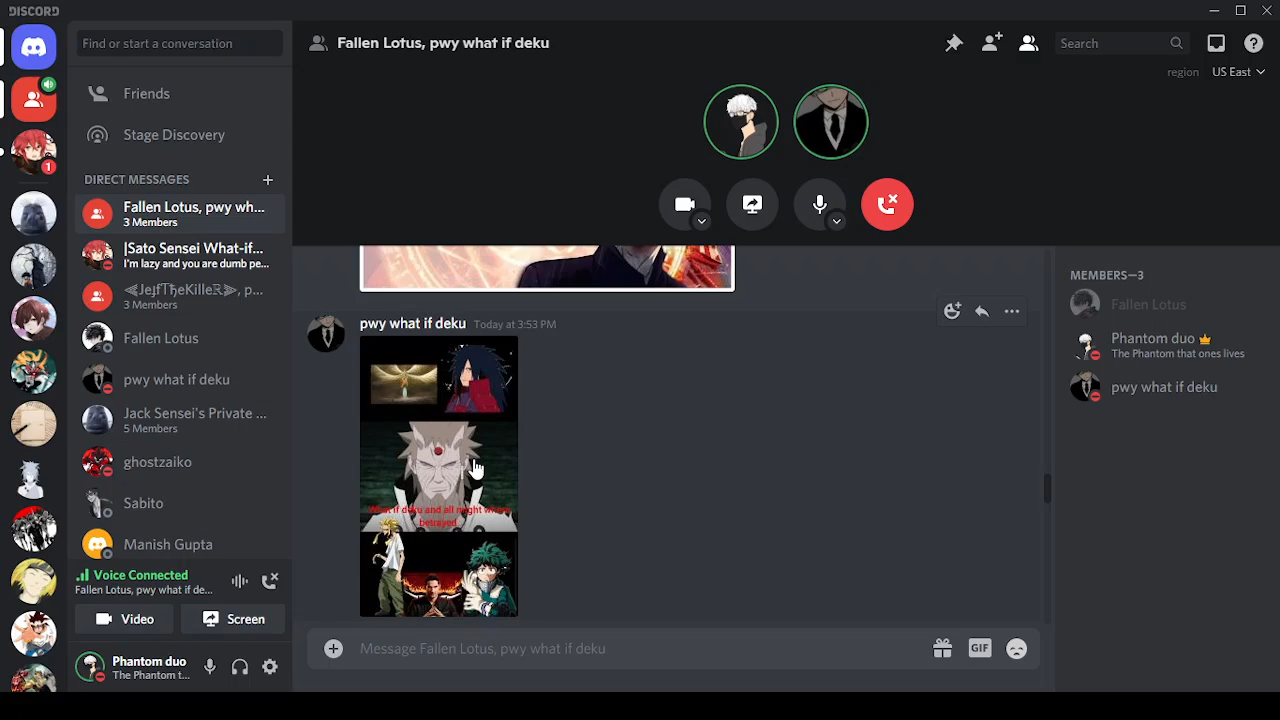 DISCORD
Find or start a conversation
Friends
Stage Discovery
DIRECT MESSAGES
Fallen Lotus, pwy wh...
3 Members
|Sato Sensei What-if...
I'm lazy and you are dumb pe...
3 Members
Fallen Lotus
pwy what if deku
Jack Sensei's Private ...
5 Members
ghostzaiko
Sabito
Manish Gupta
Voice Connected
Fallen Lotus, pwy what if de...
Video
Screen
Phantom duo
The Phantom t...
1
Fallen Lotus, pwy what if deku
Search
region
US East
pwy what if deku
Today at 3:53 PM
What if deku and all might where
betrayed
Message Fallen Lotus, pwy what if deku
GIF
MEMBERS—3
Fallen Lotus
Phantom duo
The Phantom that ones lives
pwy what if deku